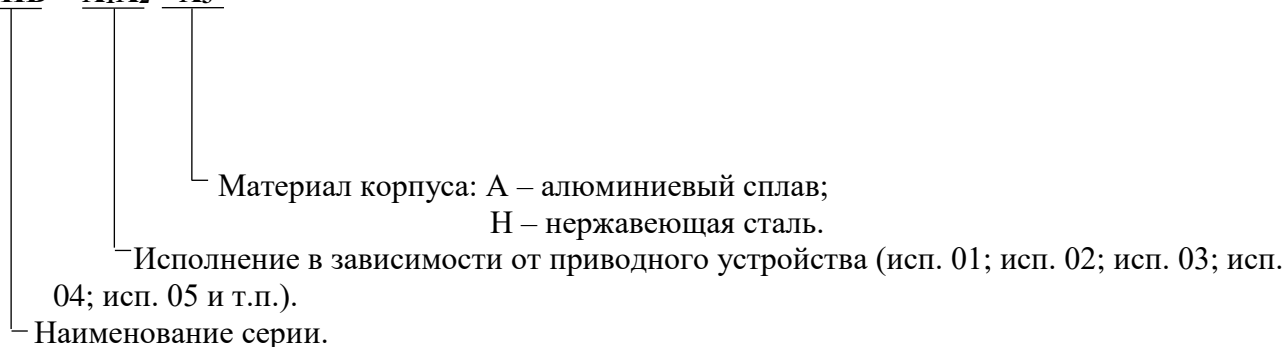 Материал корпуса: А – алюминиевый сплав;
Н – нержавеющая сталь.
Исполнение в зависимости от приводного устройства (исп. 01; исп. 02; исп. 03; исп.
04; исп. 05 и т.п.).
Наименование серии.